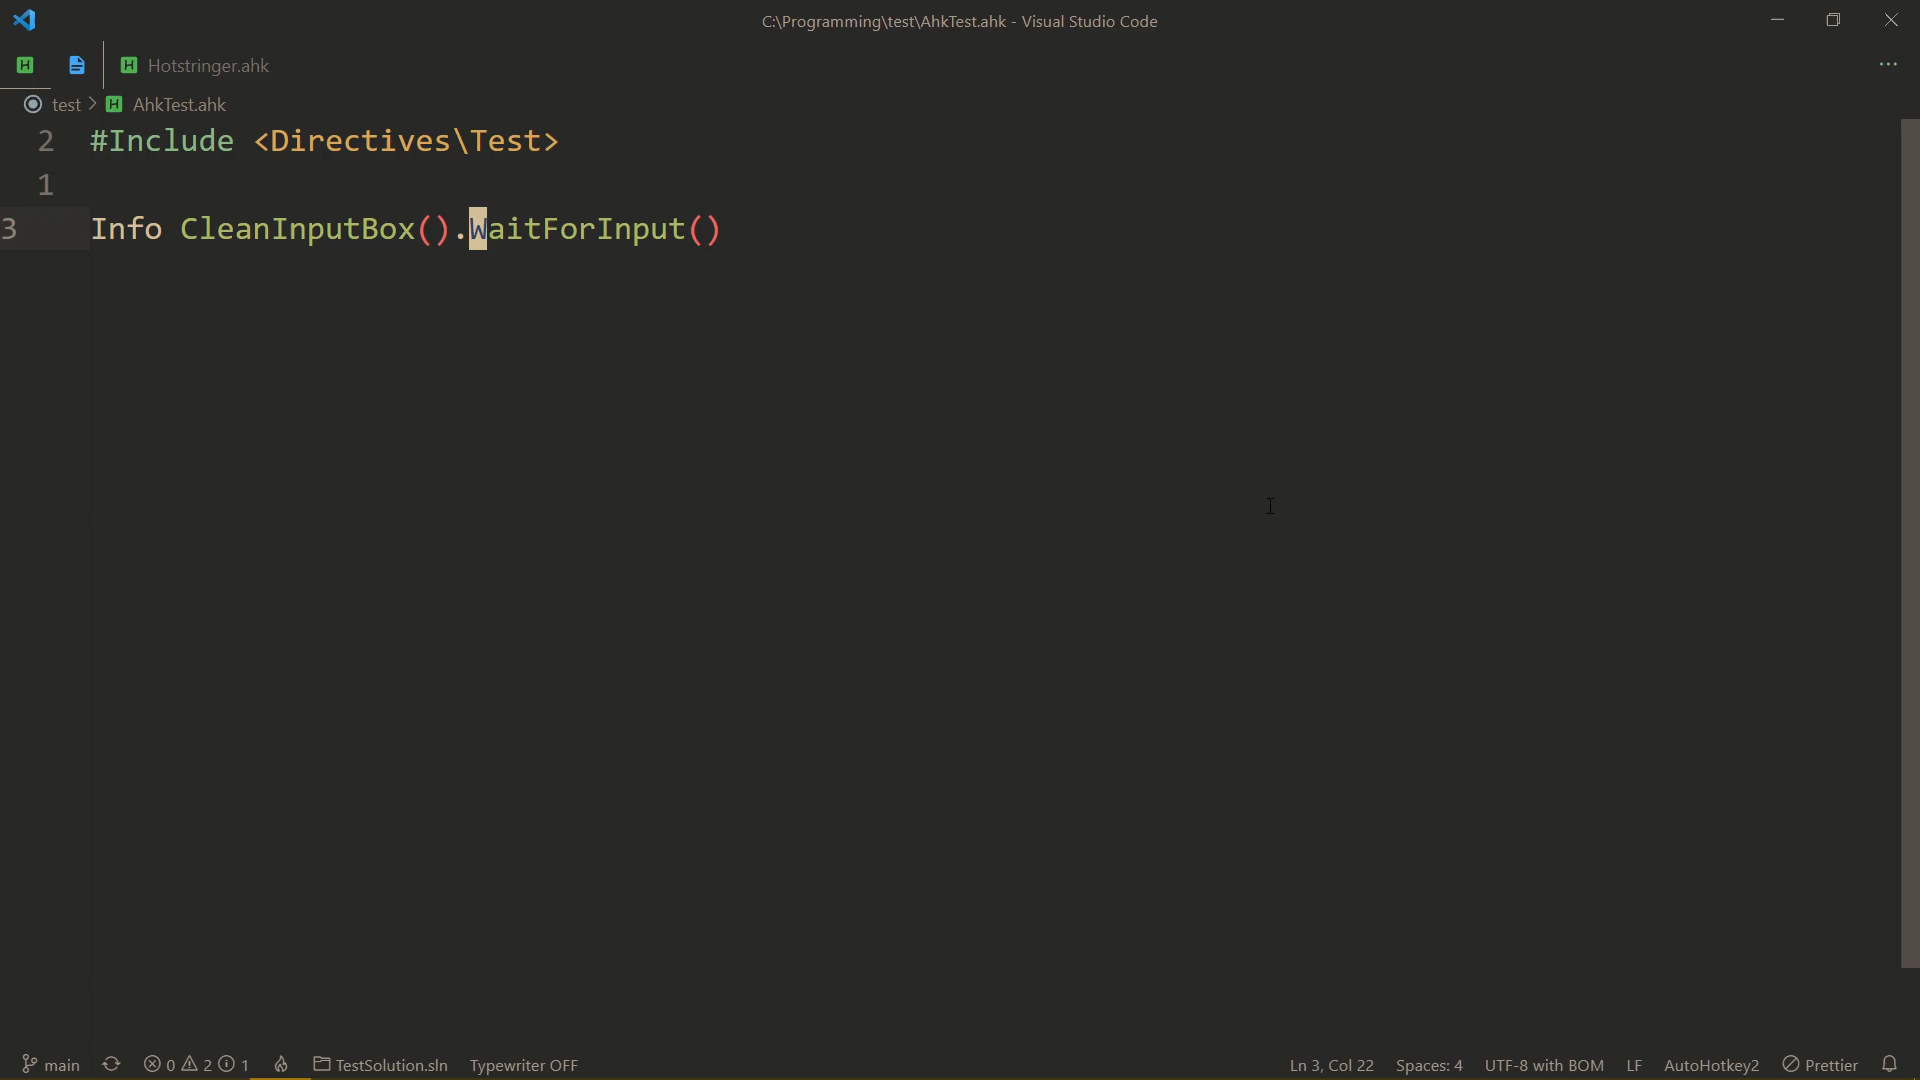 C:\Programming\test\AhkTest.ahk - Visual Studio Code
Hotstringer.ahk
test > AhkTest.ahk
2 #Include <Directives\Test>
1
3 Info CleanInputBox().WaitForInput()
main 0 2 1 TestSolution.sln Typewriter OFF Ln 3, Col 22 Spaces: 4 UTF-8 with BOM LF AutoHotkey2 Prettier